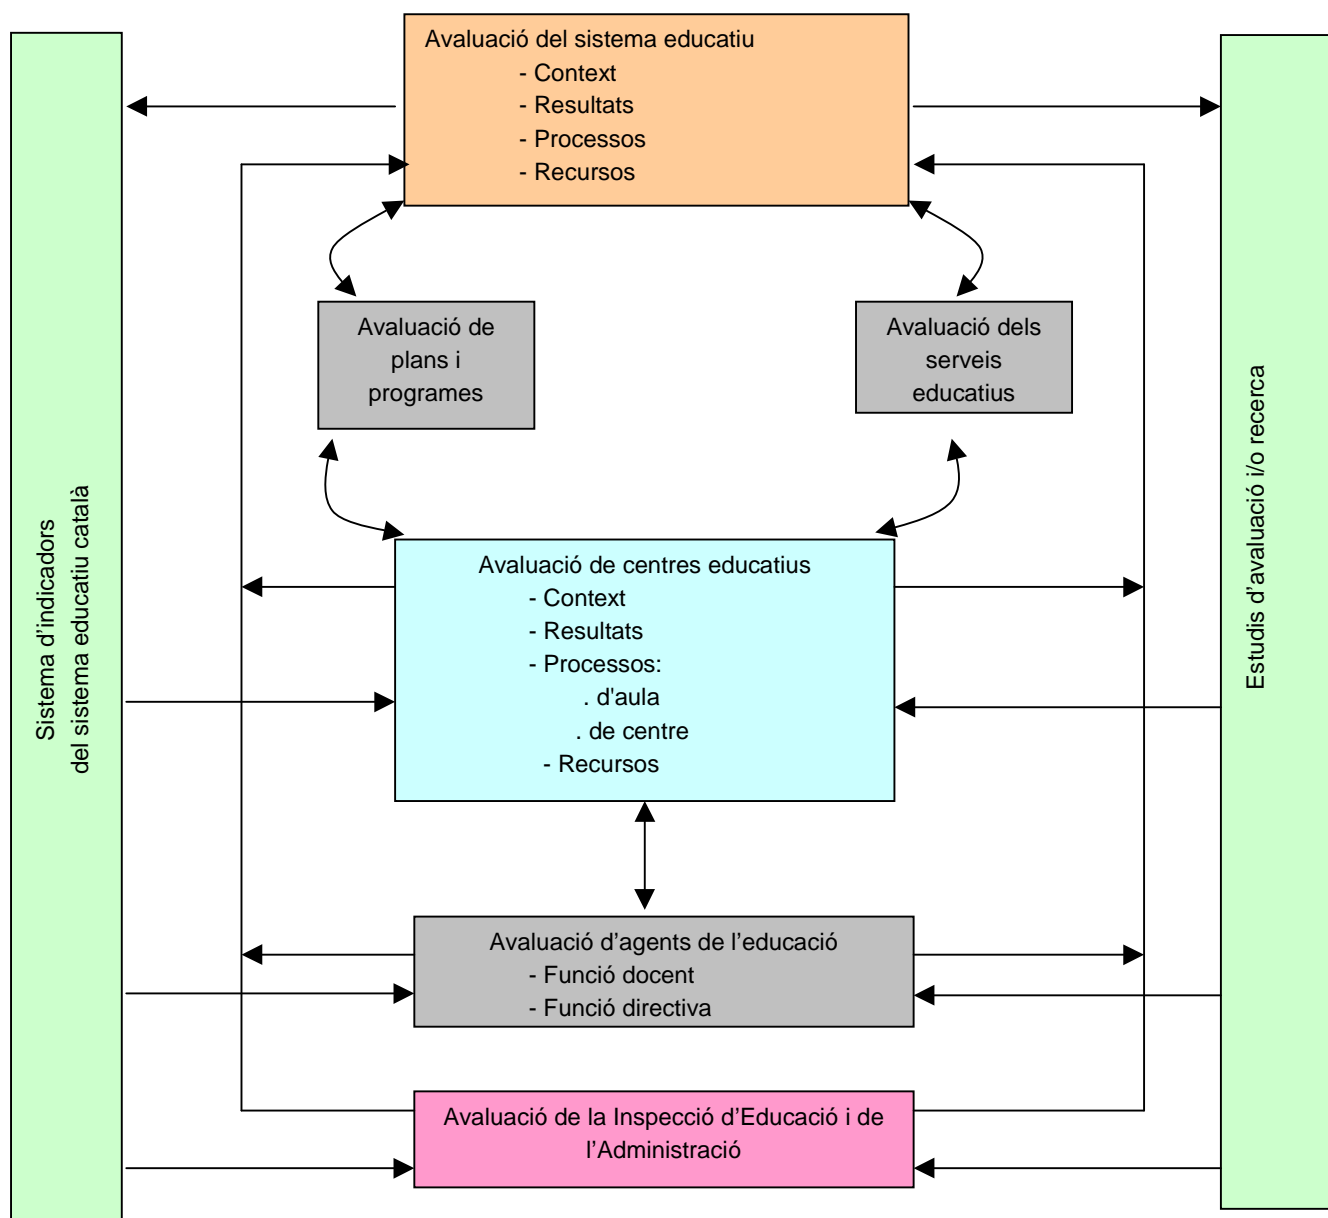 Avaluació del sistema educatiu
- Context
- Resultats
- Processos
- Recursos
Avaluació de
plans i
programes
Avaluació dels
serveis
educatius
Sistema d’indicadors
del sistema educatiu català
Estudis d’avaluació i/o recerca
Avaluació de centres educatius
- Context
- Resultats
- Processos:
. d'aula
. de centre
- Recursos
Avaluació d’agents de l’educació
- Funció docent
- Funció directiva
Avaluació de la Inspecció d’Educació i de
l’Administració